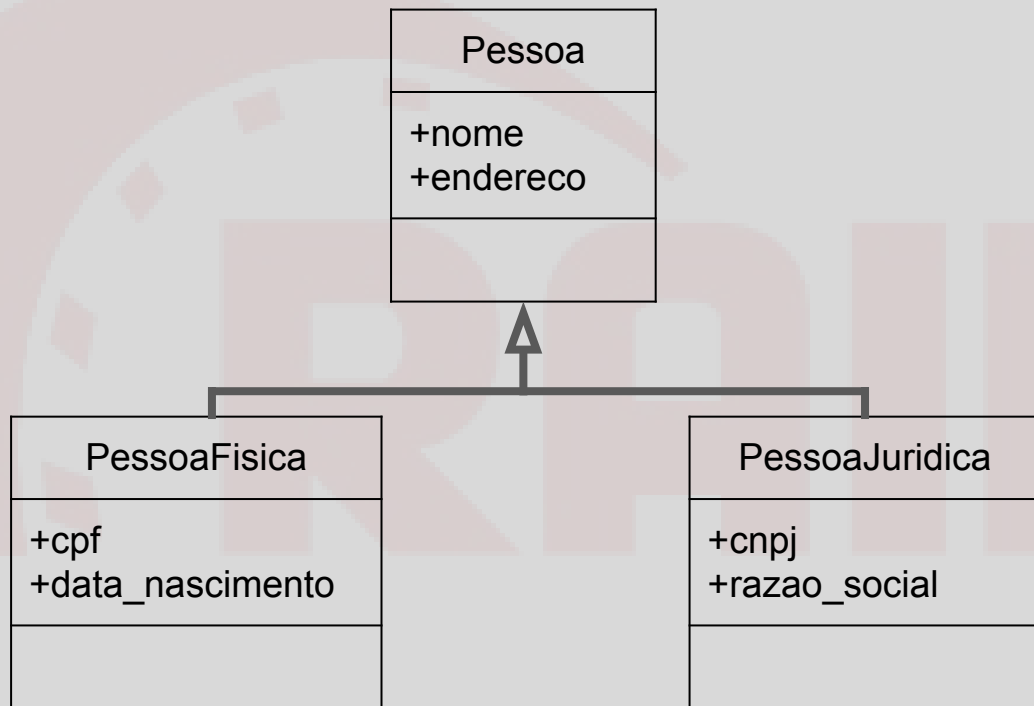 Pessoa
+nome
+endereco
PessoaFisica
+cpf
+data_nascimento
PessoaJuridica
+cnpj
+razao_social